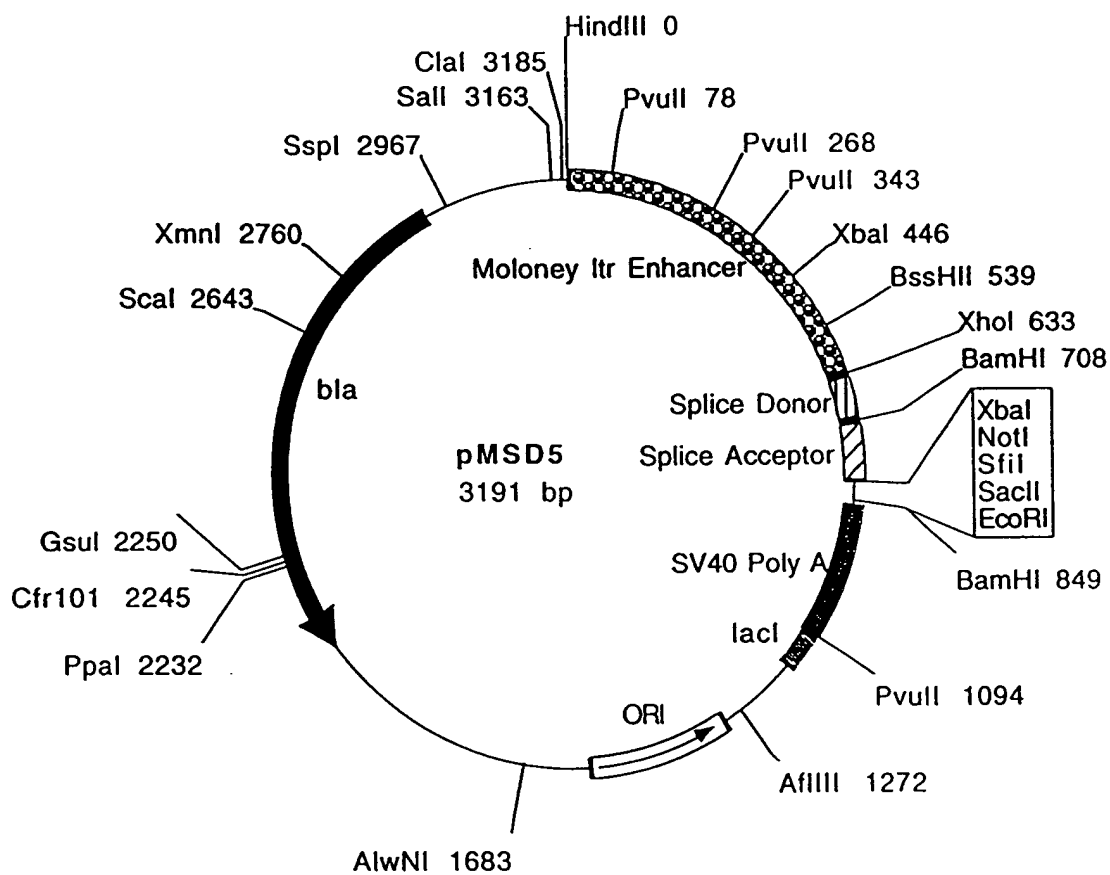 HindIII 0
ClaI 3185
SalI 3163
PvuII 78
SspI 2967
PvuII 268
PvuII 343
XmnI 2760
XbaI 446
Moloney ltr Enhancer
BssHII 539
ScaI 2643
XhoI 633
BamHI 708
bla
Splice Donor
XbaI
NotI
SfiI
SacII
EcoRI
pMSD5
3191 bp
Splice Acceptor
GsuI 2250
SV40 Poly A
BamHI 849
Cfr101 2245
lacI
PpaI 2232
PvuII 1094
ORI
AflIII 1272
AlwNI 1683